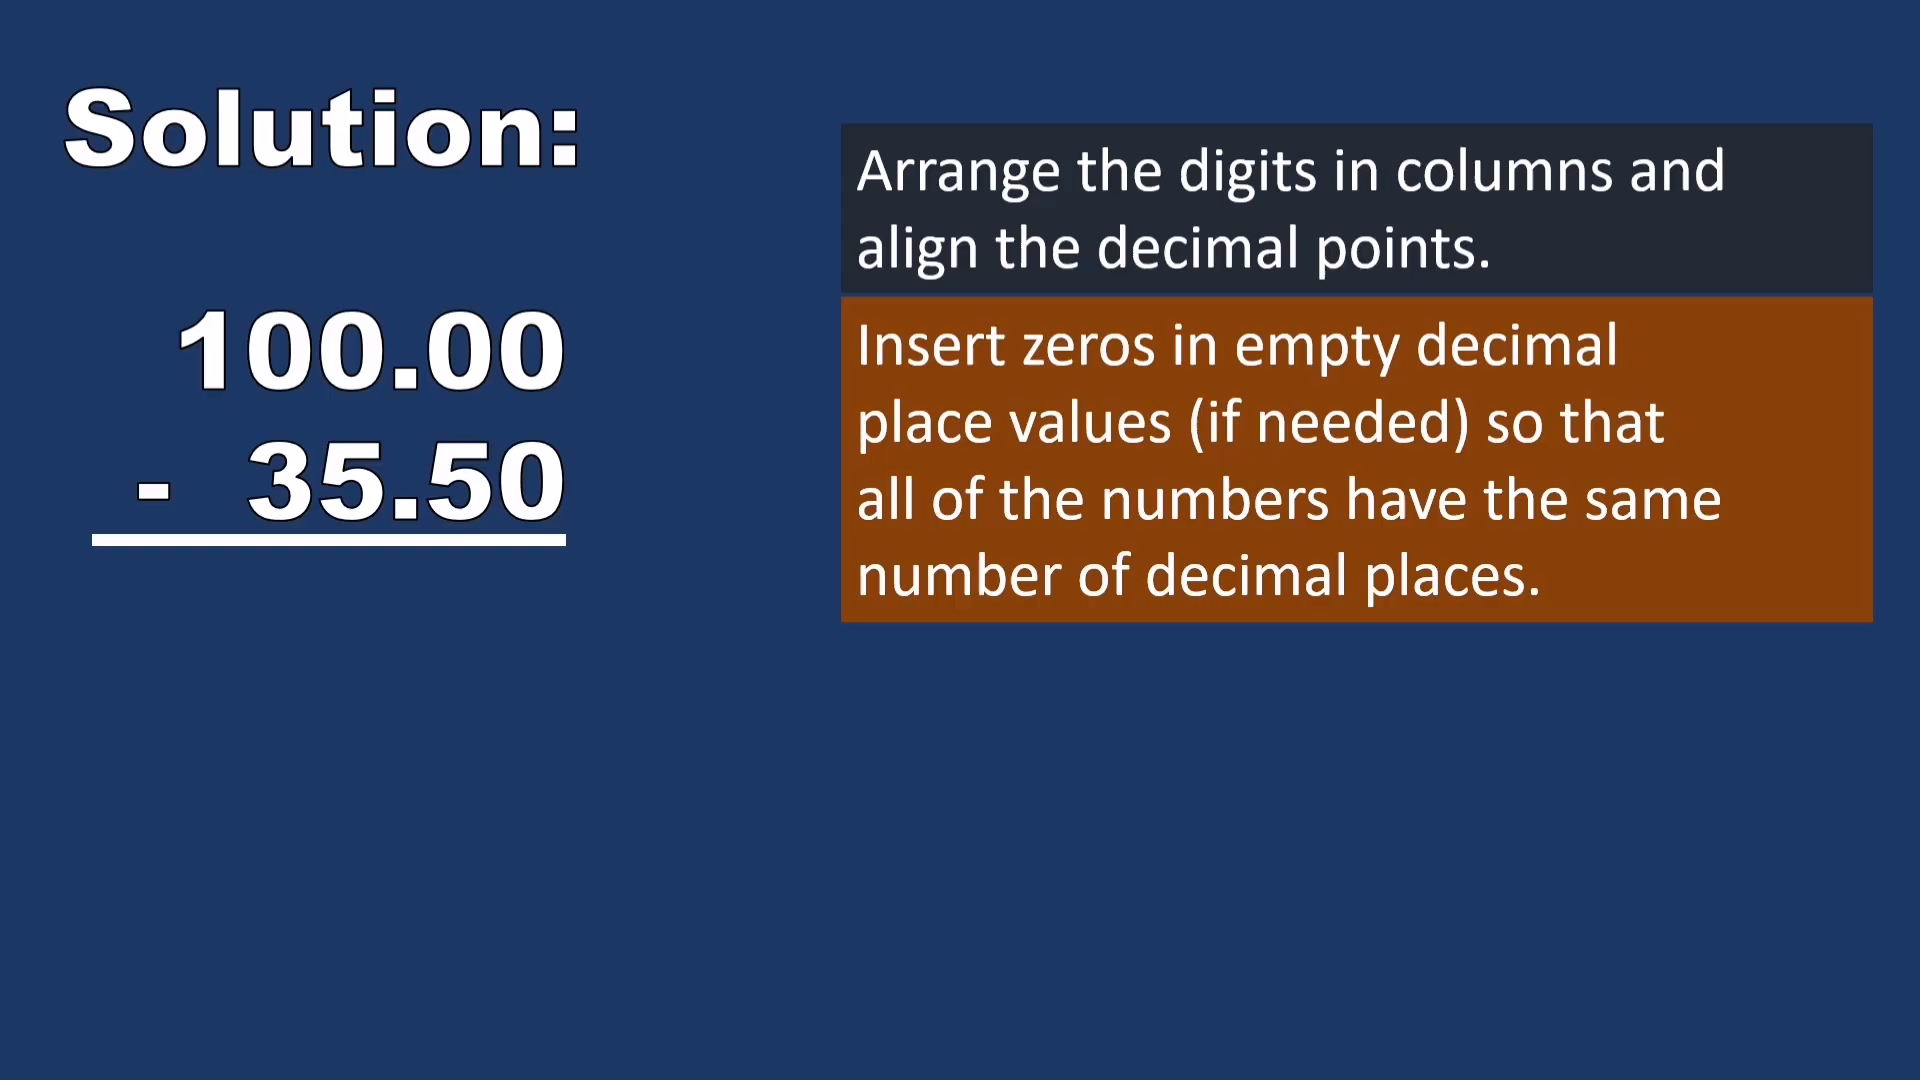 Solution:
100.00
- 35.50
Arrange the digits in columns and
align the decimal points.
Insert zeros in empty decimal
place values (if needed) so that
all of the numbers have the same
number of decimal places.